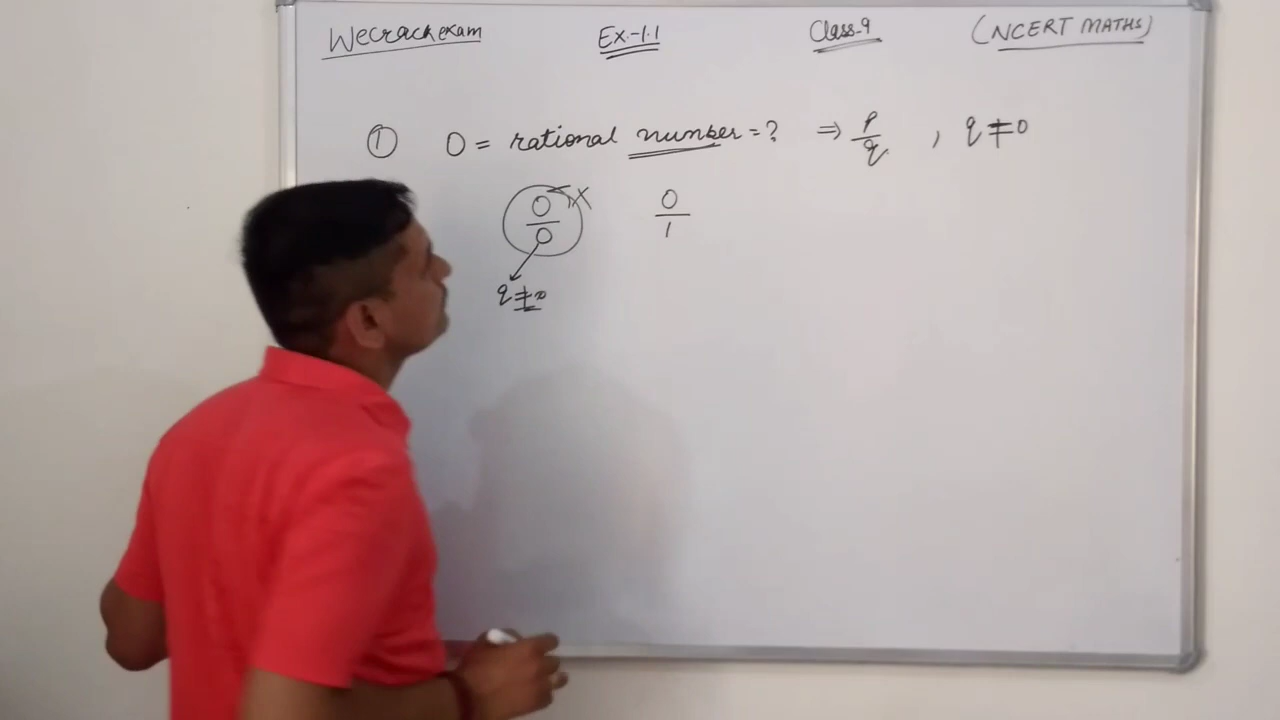 Wecrackexam Ex.-1.1 Class-9 (NCERT MATHS)
① 0 = rational number = ? ⇒ p/q , q ≠ 0
0/0 x 0/1
q ≠ 0